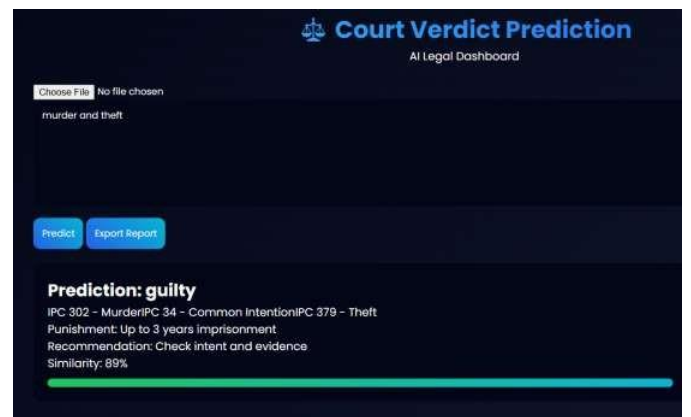 Court Verdict Prediction
AI Legal Dashboard
Choose File No file chosen
murder and theft
Predict Export Report
Prediction: guilty
IPC 302 - MurderIPC 34 - Common IntentionIPC 379 - Theft
Punishment: Up to 3 years imprisonment
Recommendation: Check intent and evidence
Similarity: 89%